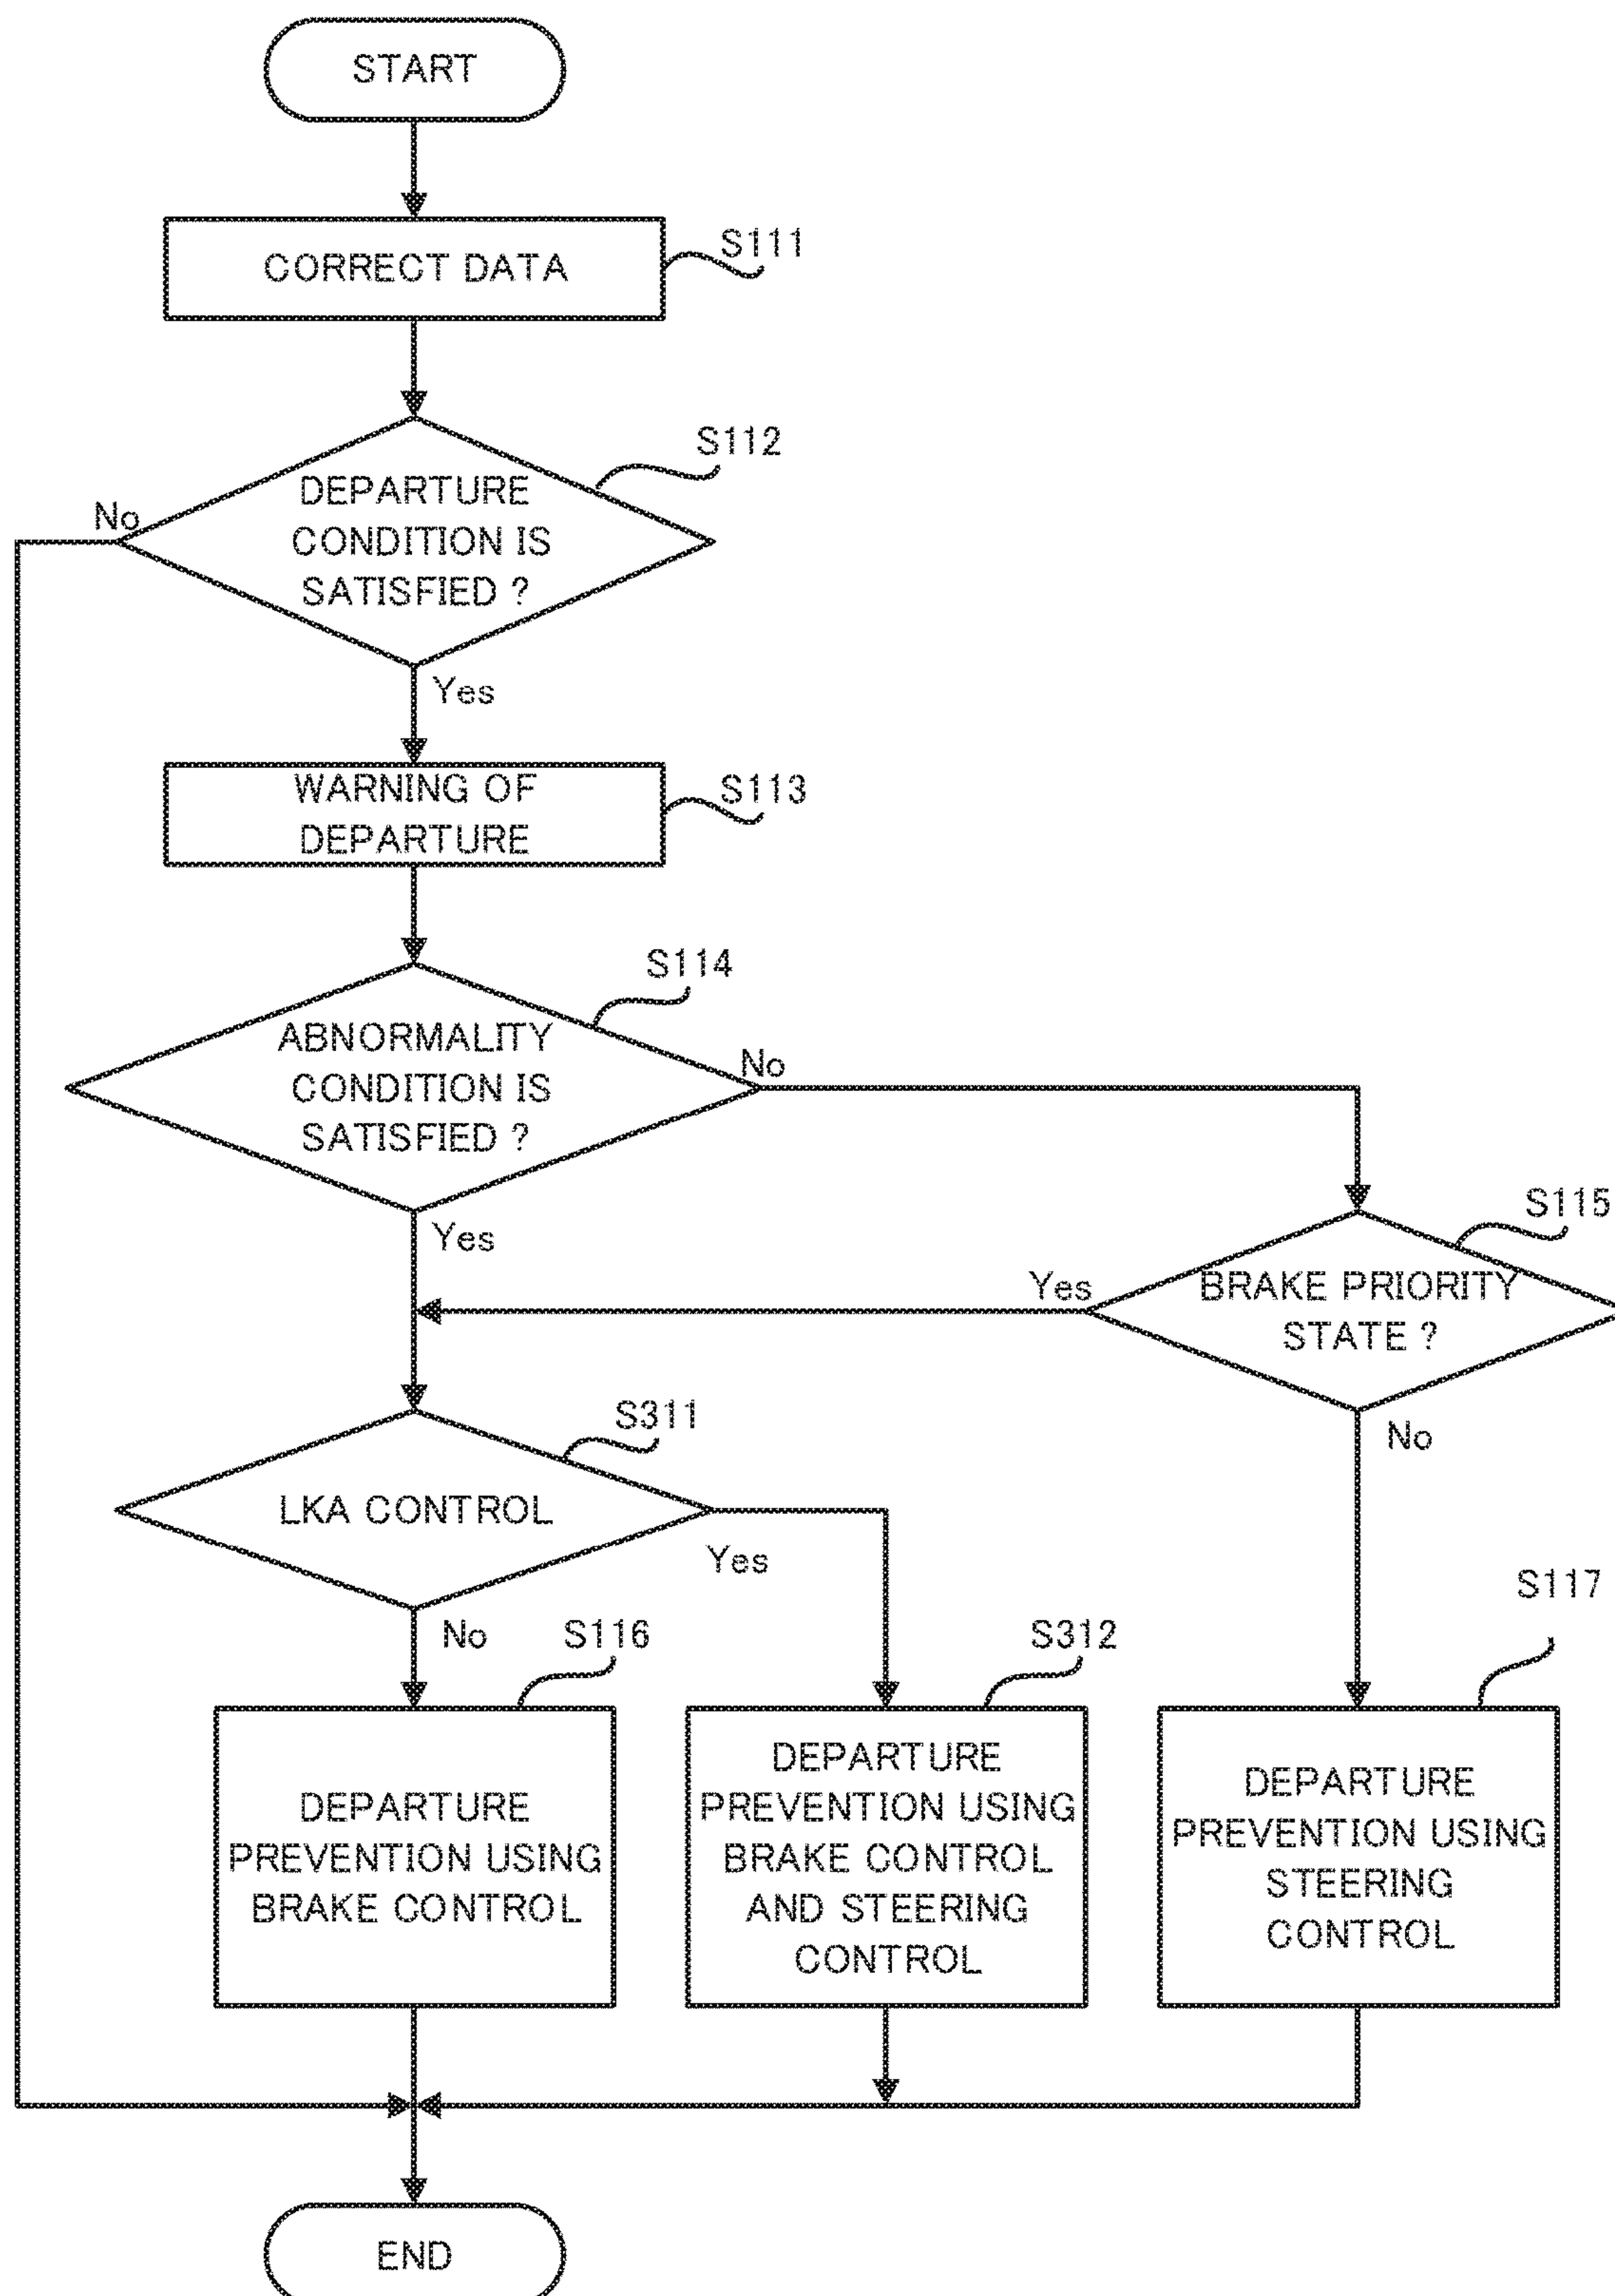 START
CORRECT DATA
S111
S112
DEPARTURE
CONDITION IS
SATISFIED ?
No
Yes
WARNING OF
DEPARTURE
S113
S114
ABNORMALITY
CONDITION IS
SATISFIED ?
No
Yes
S115
BRAKE PRIORITY
STATE ?
Yes
No
S311
LKA CONTROL
Yes
No
S116
S312
S117
DEPARTURE
PREVENTION USING
BRAKE CONTROL
DEPARTURE
PREVENTION USING
BRAKE CONTROL
AND STEERING
CONTROL
DEPARTURE
PREVENTION USING
STEERING
CONTROL
END